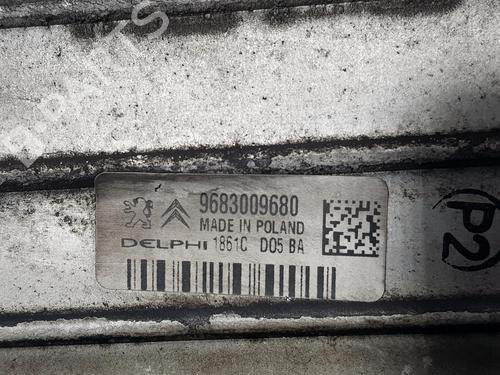 B-PARTS
9683009680
MADE IN POLAND
DELPHI 1861C D05 BA
P2